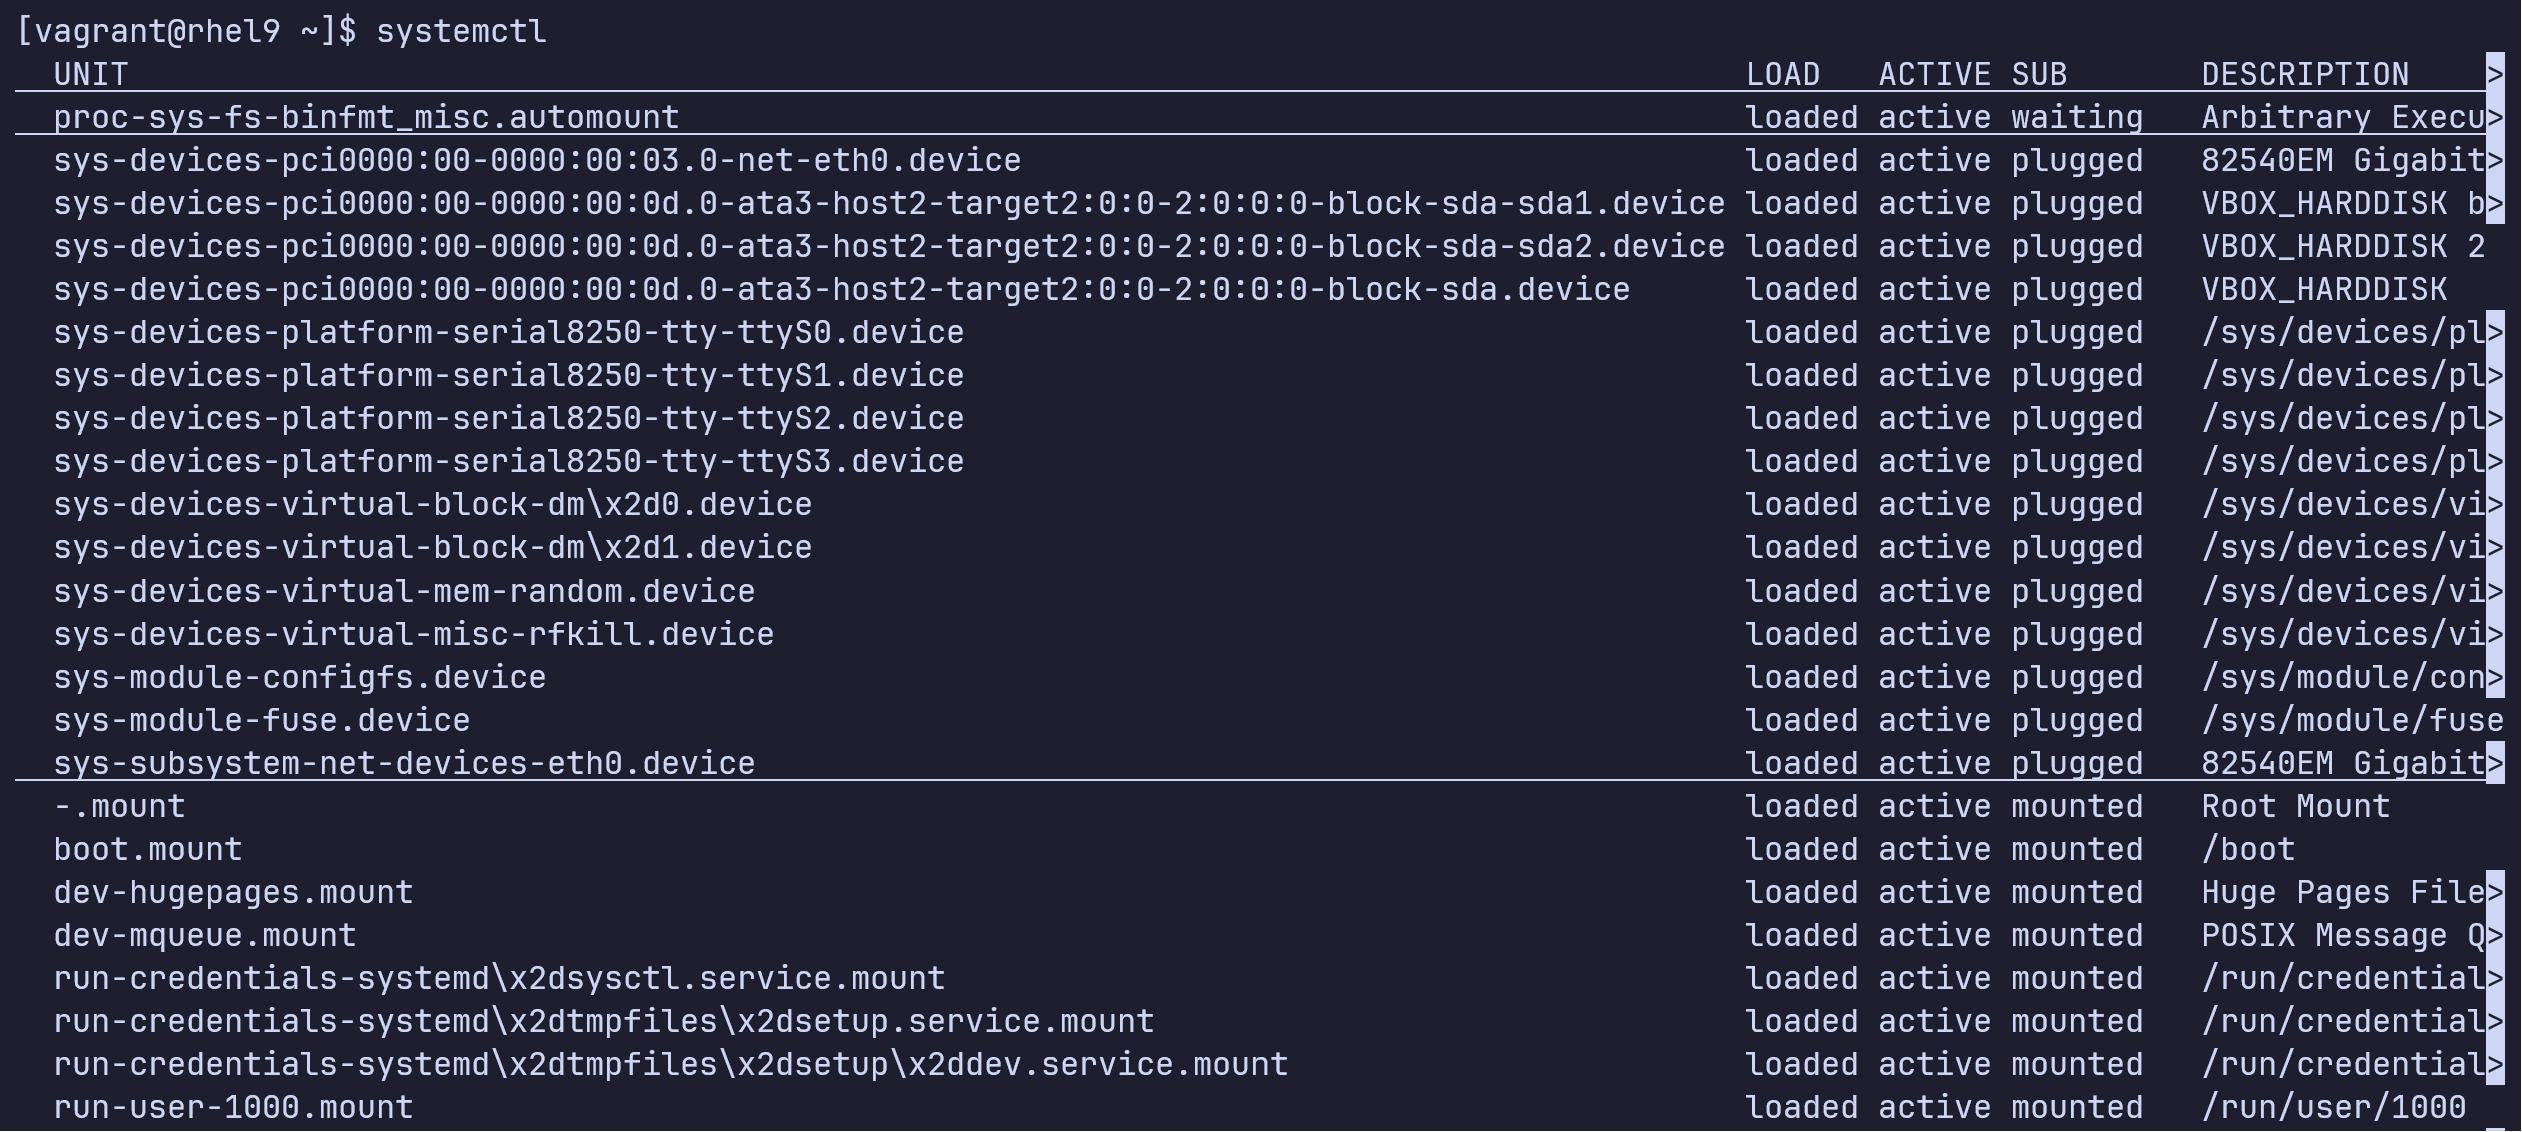 [vagrant@rhel9 ~]$ systemctl
  UNIT                                                                                     LOAD   ACTIVE SUB       DESCRIPTION    >
  proc-sys-fs-binfmt_misc.automount                                                        loaded active waiting   Arbitrary Execu>
  sys-devices-pci0000:00-0000:00:03.0-net-eth0.device                                      loaded active plugged   82540EM Gigabit>
  sys-devices-pci0000:00-0000:00:0d.0-ata3-host2-target2:0:0-2:0:0:0-block-sda-sda1.device loaded active plugged   VBOX_HARDDISK b>
  sys-devices-pci0000:00-0000:00:0d.0-ata3-host2-target2:0:0-2:0:0:0-block-sda-sda2.device loaded active plugged   VBOX_HARDDISK 2
  sys-devices-pci0000:00-0000:00:0d.0-ata3-host2-target2:0:0-2:0:0:0-block-sda.device      loaded active plugged   VBOX_HARDDISK
  sys-devices-platform-serial8250-tty-ttyS0.device                                         loaded active plugged   /sys/devices/pl>
  sys-devices-platform-serial8250-tty-ttyS1.device                                         loaded active plugged   /sys/devices/pl>
  sys-devices-platform-serial8250-tty-ttyS2.device                                         loaded active plugged   /sys/devices/pl>
  sys-devices-platform-serial8250-tty-ttyS3.device                                         loaded active plugged   /sys/devices/pl>
  sys-devices-virtual-block-dm\x2d0.device                                                 loaded active plugged   /sys/devices/vi>
  sys-devices-virtual-block-dm\x2d1.device                                                 loaded active plugged   /sys/devices/vi>
  sys-devices-virtual-mem-random.device                                                    loaded active plugged   /sys/devices/vi>
  sys-devices-virtual-misc-rfkill.device                                                   loaded active plugged   /sys/devices/vi>
  sys-module-configfs.device                                                               loaded active plugged   /sys/module/con>
  sys-module-fuse.device                                                                   loaded active plugged   /sys/module/fuse
  sys-subsystem-net-devices-eth0.device                                                    loaded active plugged   82540EM Gigabit>
  -.mount                                                                                  loaded active mounted   Root Mount
  boot.mount                                                                               loaded active mounted   /boot
  dev-hugepages.mount                                                                      loaded active mounted   Huge Pages File>
  dev-mqueue.mount                                                                         loaded active mounted   POSIX Message Q>
  run-credentials-systemd\x2dsysctl.service.mount                                          loaded active mounted   /run/credential>
  run-credentials-systemd\x2dtmpfiles\x2dsetup.service.mount                               loaded active mounted   /run/credential>
  run-credentials-systemd\x2dtmpfiles\x2dsetup\x2ddev.service.mount                        loaded active mounted   /run/credential>
  run-user-1000.mount                                                                      loaded active mounted   /run/user/1000